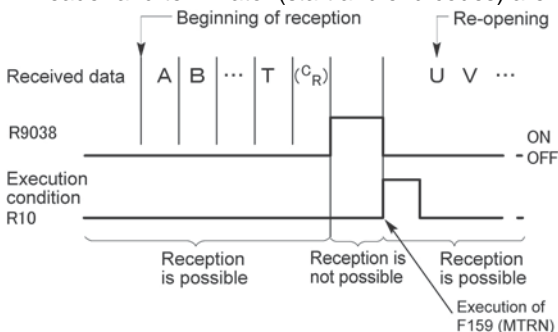 Beginning of reception
Re-opening
Received data
A B ··· T (CR) U V ···
R9038
ON
OFF
Execution
condition
R10
Reception
is possible
Reception is
not possible
Reception
is possible
Execution of
F159 (MTRN)